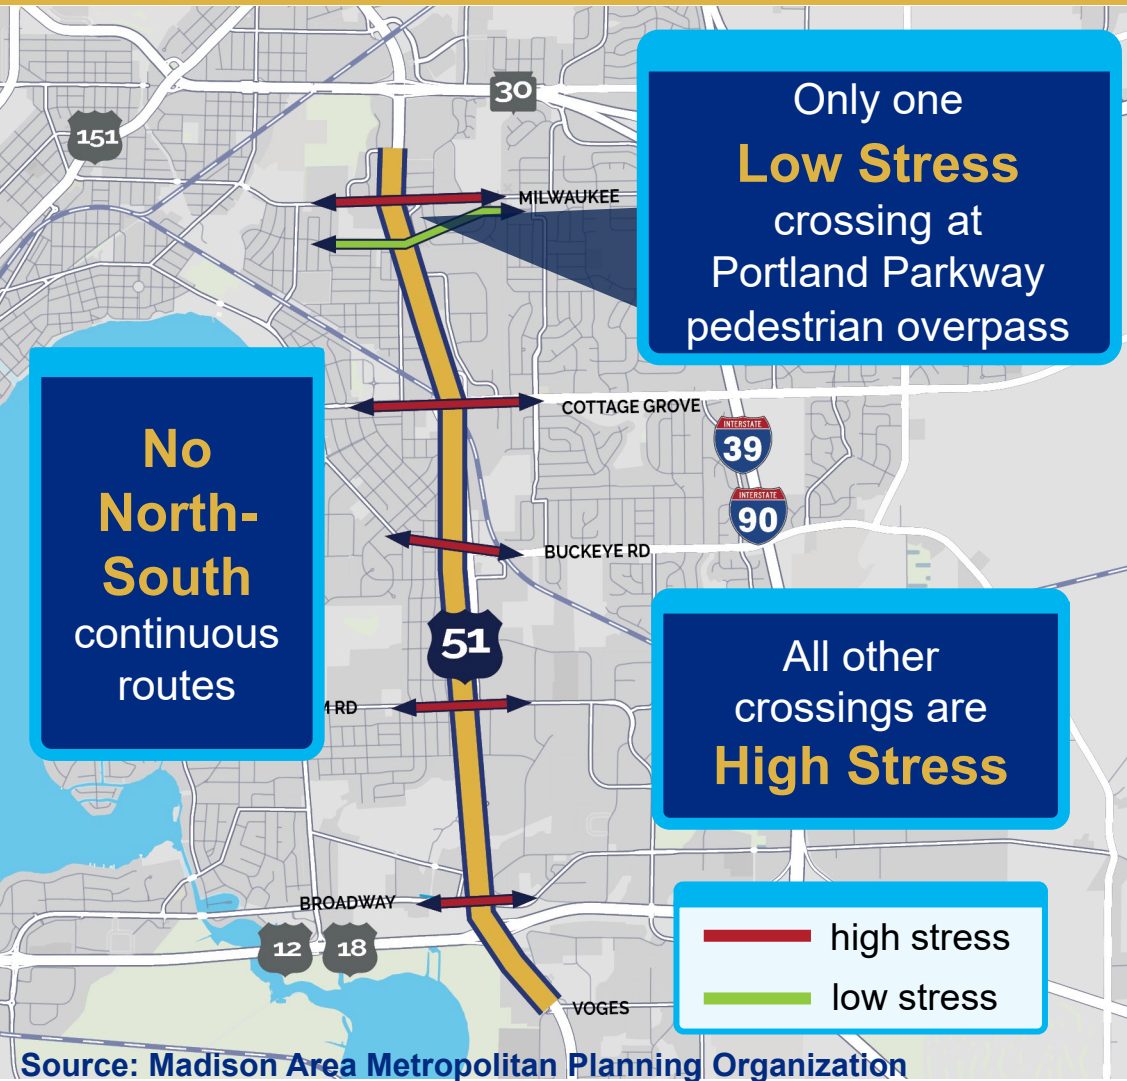 30
151
Only one
Low Stress
crossing at
Portland Parkway
pedestrian overpass
MILWAUKEE
No
North-
South
continuous
routes
COTTAGE GROVE
INTERSTATE
39
INTERSTATE
90
BUCKEYE RD
51
All other
crossings are
High Stress
RD
BROADWAY
12
18
high stress
low stress
VOGES
Source: Madison Area Metropolitan Planning Organization